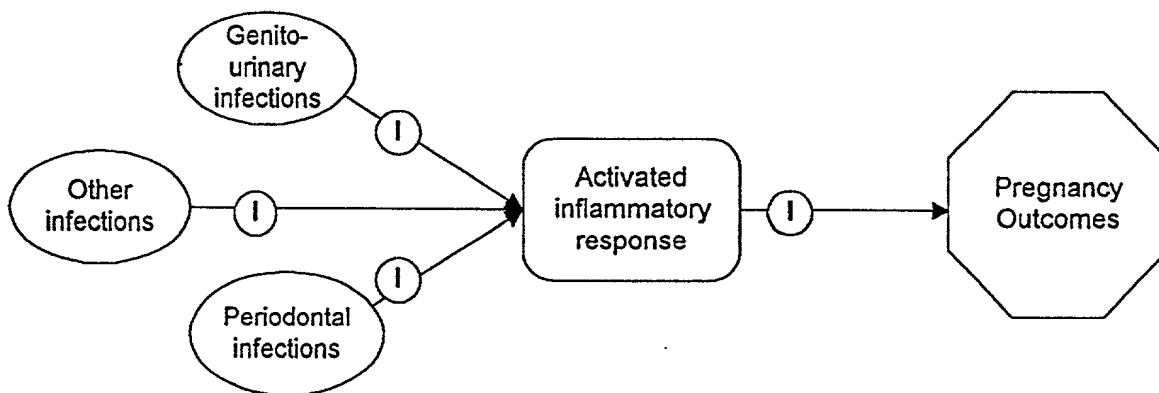 Genito-
urinary
infections
I
Other
infections
I
Periodontal
infections
I
Activated
inflammatory
response
I
Pregnancy
Outcomes